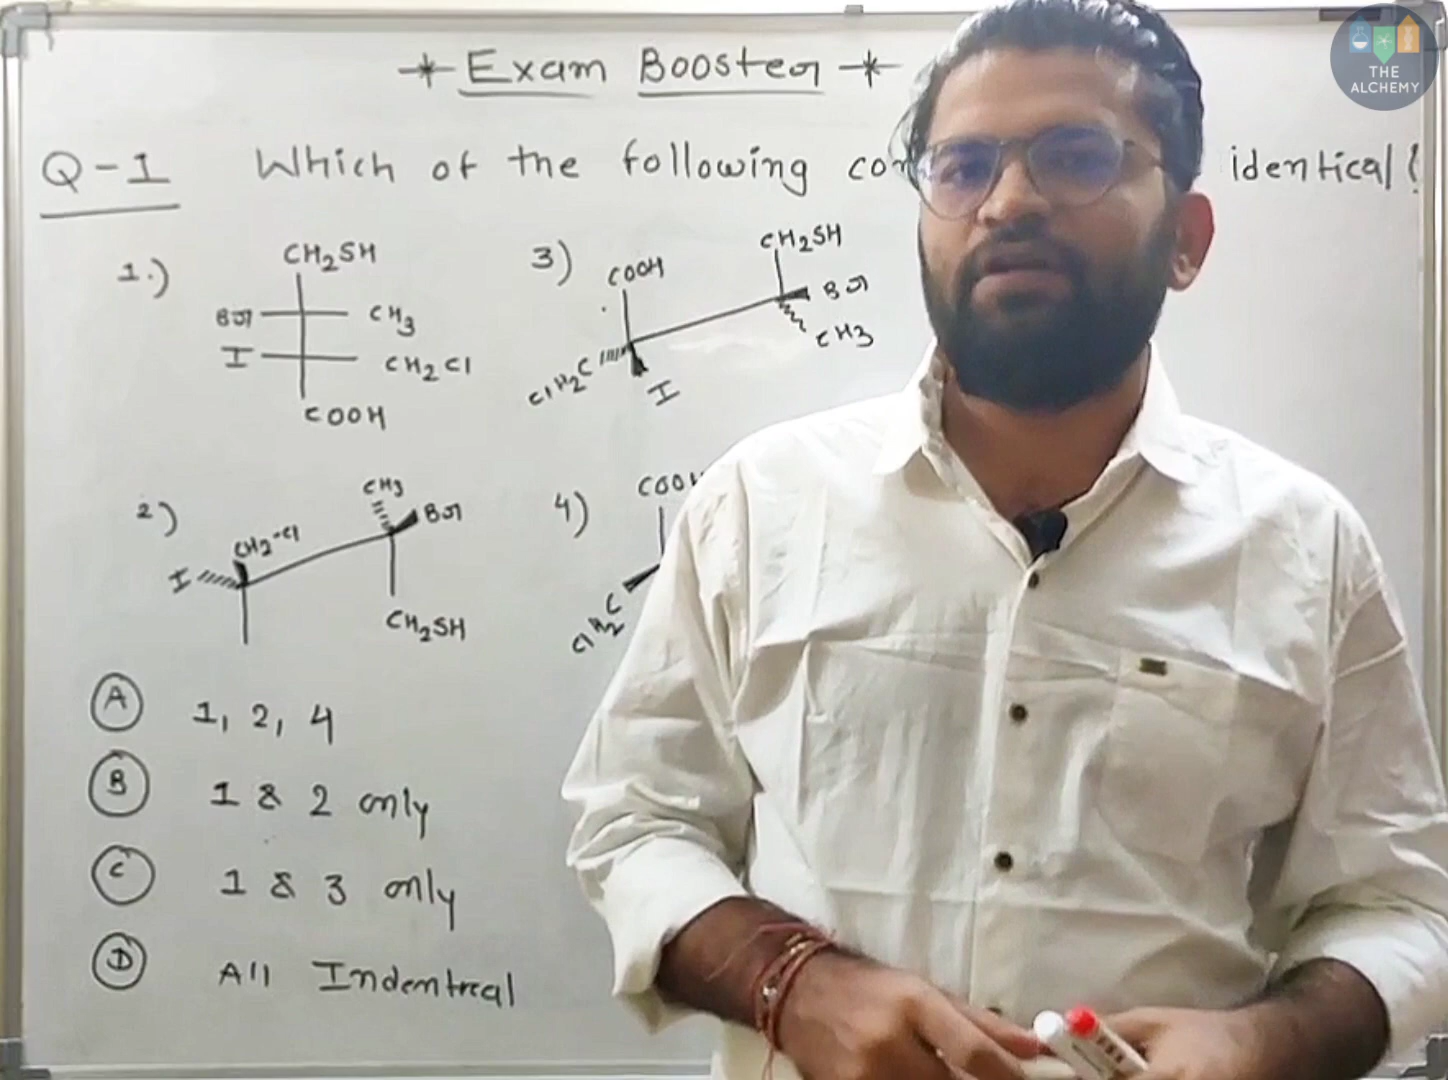 * Exam Booster *
Q-1 Which of the following identical?
1.)
CH2SH
Br CH3
I CH2Cl
COOH
3)
COOH
CH2SH
Br
CH3
ClH2C
I
2)
CH3
Br
CH2-Cl
I
CH2SH
4)
ClH2C
A 1, 2, 4
B 1 & 2 only
C 1 & 3 only
D All Indentical
THE
ALCHEMY